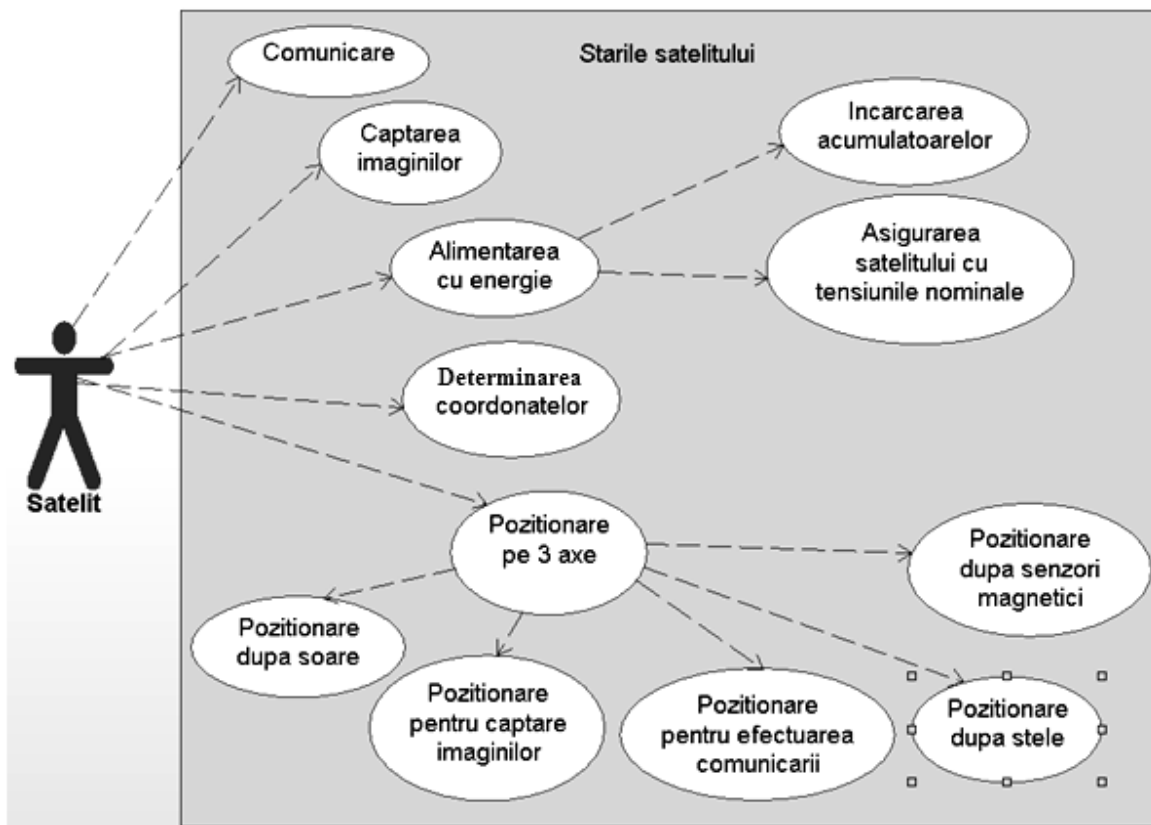 Comunicare
Starile satelitului
Captarea
imaginilor
Incarcarea
acumulatoarelor
Alimentarea
cu energie
Asigurarea
satelitului cu
tensiunile nominale
Determinarea
coordonatelor
Satelit
Pozitionare
pe 3 axe
Pozitionare
dupa senzori
magnetici
Pozitionare
dupa soare
Pozitionare
pentru captare
imaginilor
Pozitionare
pentru efectuarea
comunicarii
Pozitionare
dupa stele